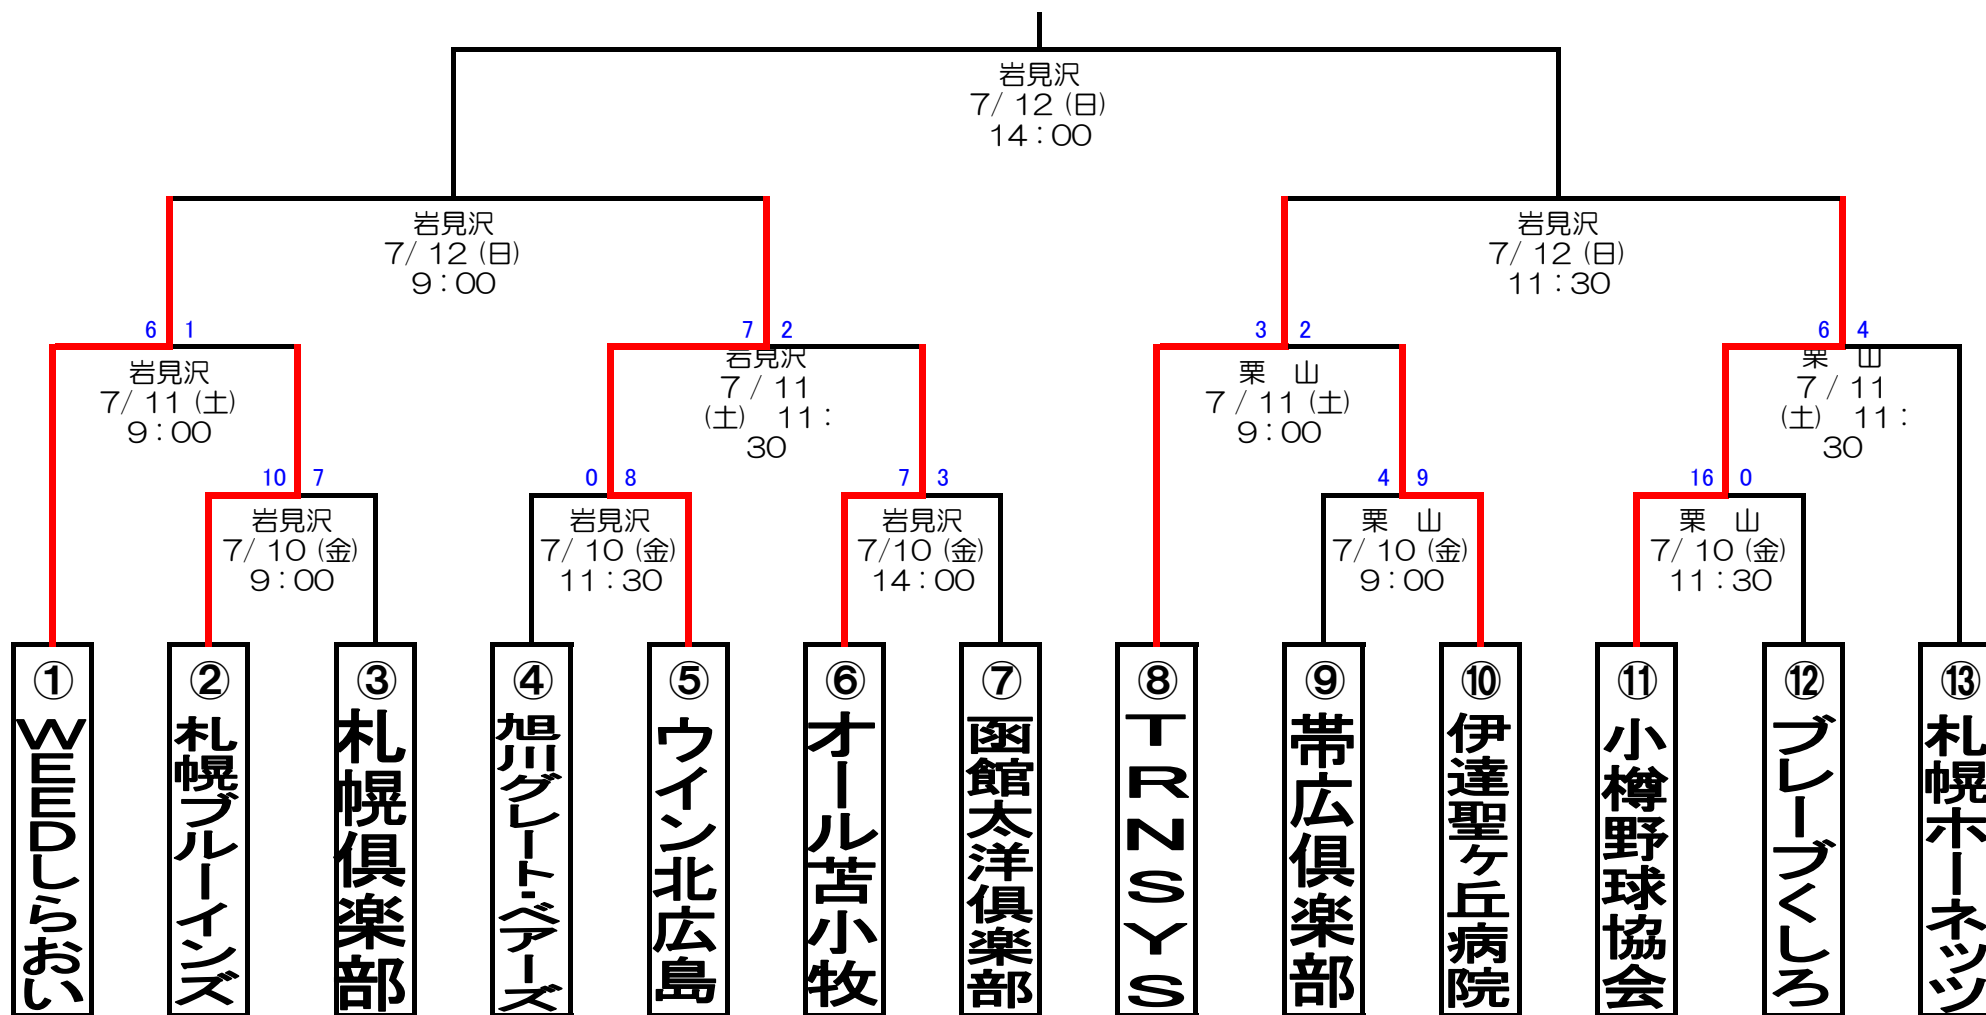 岩見沢
7/ 12 (日)
14：00
岩見沢
7/ 12 (日)
9：00
岩見沢
7/ 12 (日)
11：30
6 1
岩見沢
7/ 11 (土)
9：00
7 2
岩見沢
7 / 11
(土) 11：
30
3 2
栗 山
7 / 11 (土)
9：00
6 4
栗 山
7 / 11
(土) 11：
30
10 7
岩見沢
7/ 10 (金)
9：00
0 8
岩見沢
7/ 10 (金)
11：30
7 3
岩見沢
7/10 (金)
14：00
4 9
栗 山
7/ 10 (金)
9：00
16 0
栗 山
7/ 10 (金)
11：30
①WEEDしらおい
②札幌ブルーインズ
③札幌倶楽部
④旭川グレート・ベアーズ
⑤ウイン北広島
⑥オール苫小牧
⑦函館太洋倶楽部
⑧TRNSYS
⑨帯広倶楽部
⑩伊達聖ケ丘病院
⑪小樽野球協会
⑫ブレーブくしろ
⑬札幌ホーネッツ